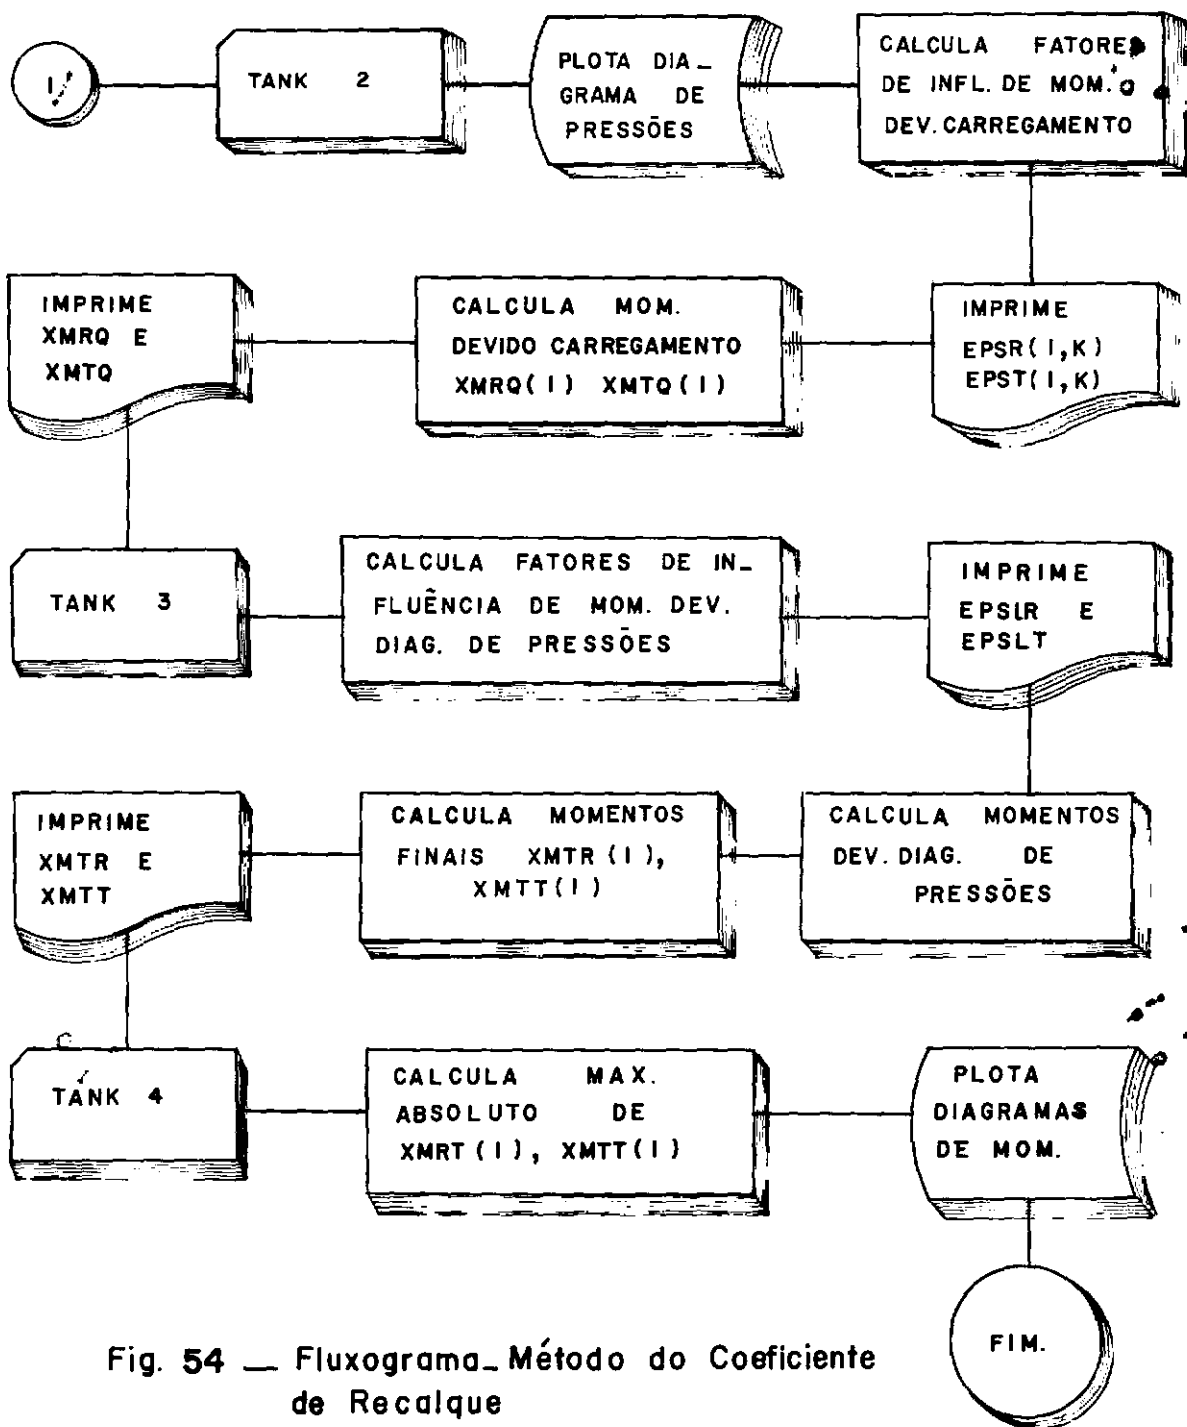 1
TANK 2
PLOTA DIA_
GRAMA DE
PRESSÕES
CALCULA FATORES
DE INFL. DE MOM.
DEV. CARREGAMENTO
IMPRIME
EPSR(I,K)
EPST(I,K)
CALCULA MOM.
DEVIDO CARREGAMENTO
XMRQ(I) XMTQ(I)
IMPRIME
XMRQ E
XMTQ
TANK 3
CALCULA FATORES DE IN_
FLUÊNCIA DE MOM. DEV.
DIAG. DE PRESSÕES
IMPRIME
EPSLR E
EPSLT
CALCULA MOMENTOS
DEV. DIAG. DE
PRESSÕES
CALCULA MOMENTOS
FINAIS XMTR(I),
XMTT(I)
IMPRIME
XMTR E
XMTT
TANK 4
CALCULA MAX.
ABSOLUTO DE
XMRT(I), XMTT(I)
PLOTA
DIAGRAMAS
DE MOM.
FIM.
Fig. 54 _ Fluxograma_ Método do Coeficiente
de Recalque